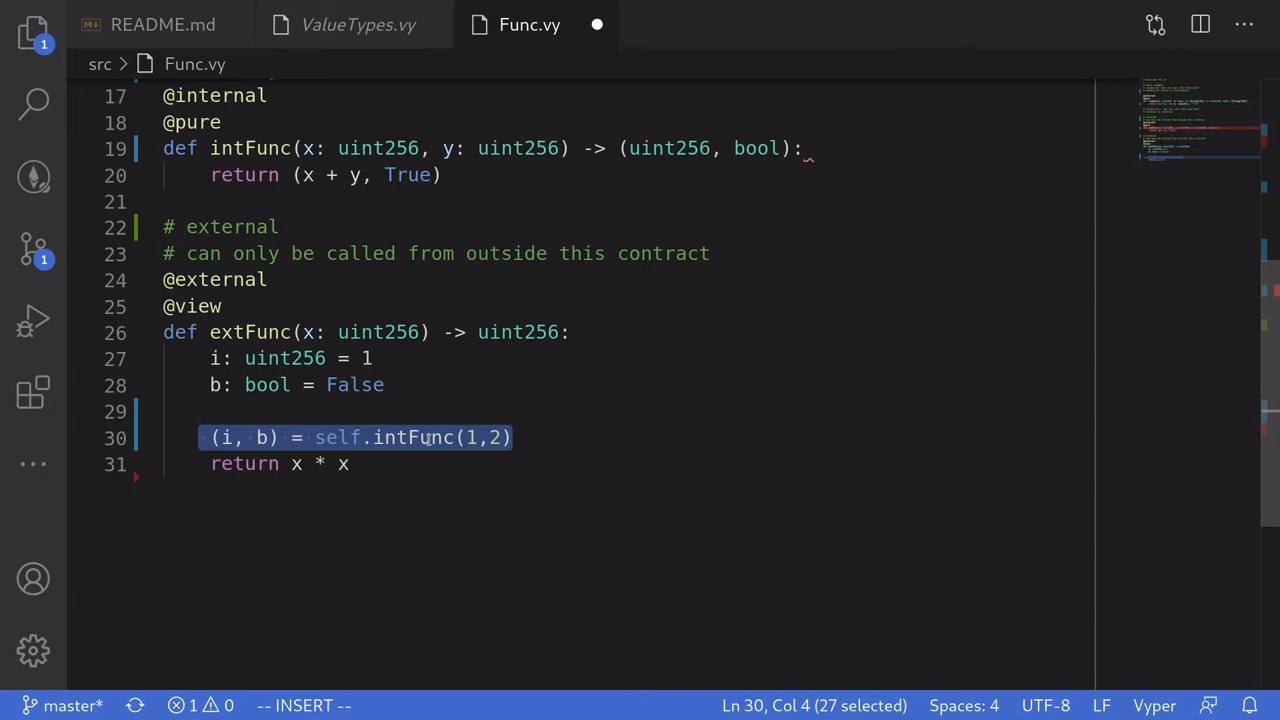 README.md ValueTypes.vy Func.vy
src > Func.vy
17 @internal
18 @pure
19 def intFunc(x: uint256, y: uint256) -> (uint256, bool):
20 return (x + y, True)
21
22 # external
23 # can only be called from outside this contract
24 @external
25 @view
26 def extFunc(x: uint256) -> uint256:
27 i: uint256 = 1
28 b: bool = False
29
30 (i, b) = self.intFunc(1,2)
31 return x * x
1
1
master* 1 0 -- INSERT -- Ln 30, Col 4 (27 selected) Spaces: 4 UTF-8 LF Vyper